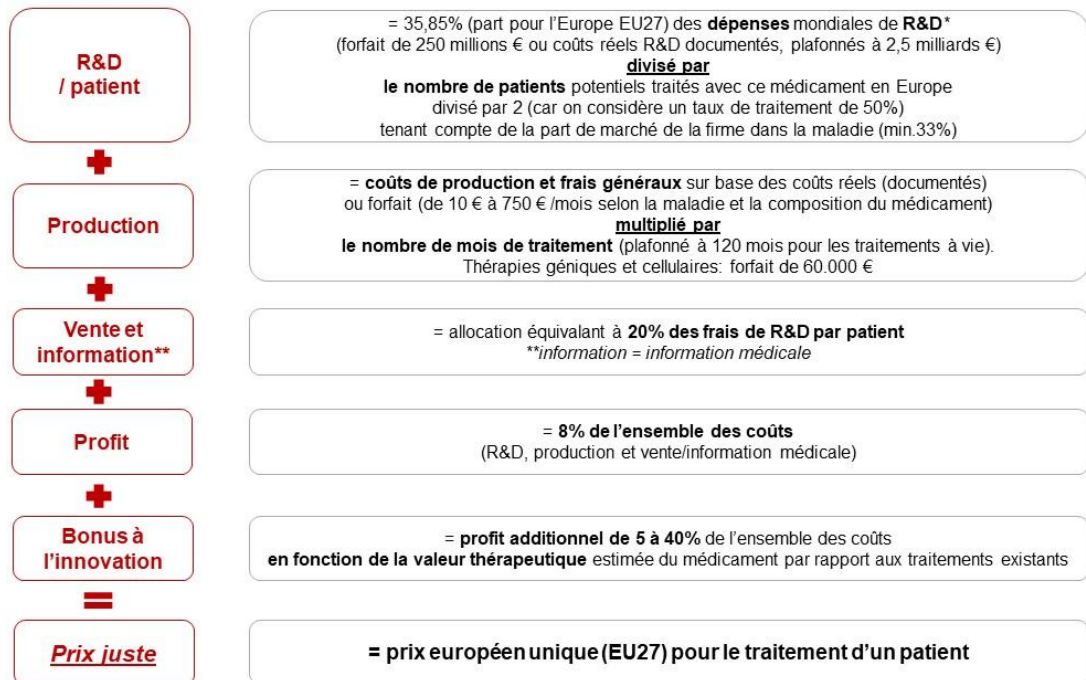 R&D
/ patient
= 35,85% (part pour l'Europe EU27) des dépenses mondiales de R&D*
(forfait de 250 millions € ou coûts réels R&D documentés, plafonnés à 2,5 milliards €)
divisé par
le nombre de patients potentiels traités avec ce médicament en Europe
divisé par 2 (car on considère un taux de traitement de 50%)
tenant compte de la part de marché de la firme dans la maladie (min.33%)
Production
= coûts de production et frais généraux sur base des coûts réels (documentés)
ou forfait (de 10 € à 750 € /mois selon la maladie et la composition du médicament)
multiplié par
le nombre de mois de traitement (plafonné à 120 mois pour les traitements à vie).
Thérapies géniques et cellulaires: forfait de 60.000 €
Vente et
information**
= allocation équivalant à 20% des frais de R&D par patient
**information = information médicale
Profit
= 8% de l'ensemble des coûts
(R&D, production et vente/information médicale)
Bonus à
l'innovation
= profit additionnel de 5 à 40% de l'ensemble des coûts
en fonction de la valeur thérapeutique estimée du médicament par rapport aux traitements existants
Prix juste
= prix européen unique (EU27) pour le traitement d'un patient